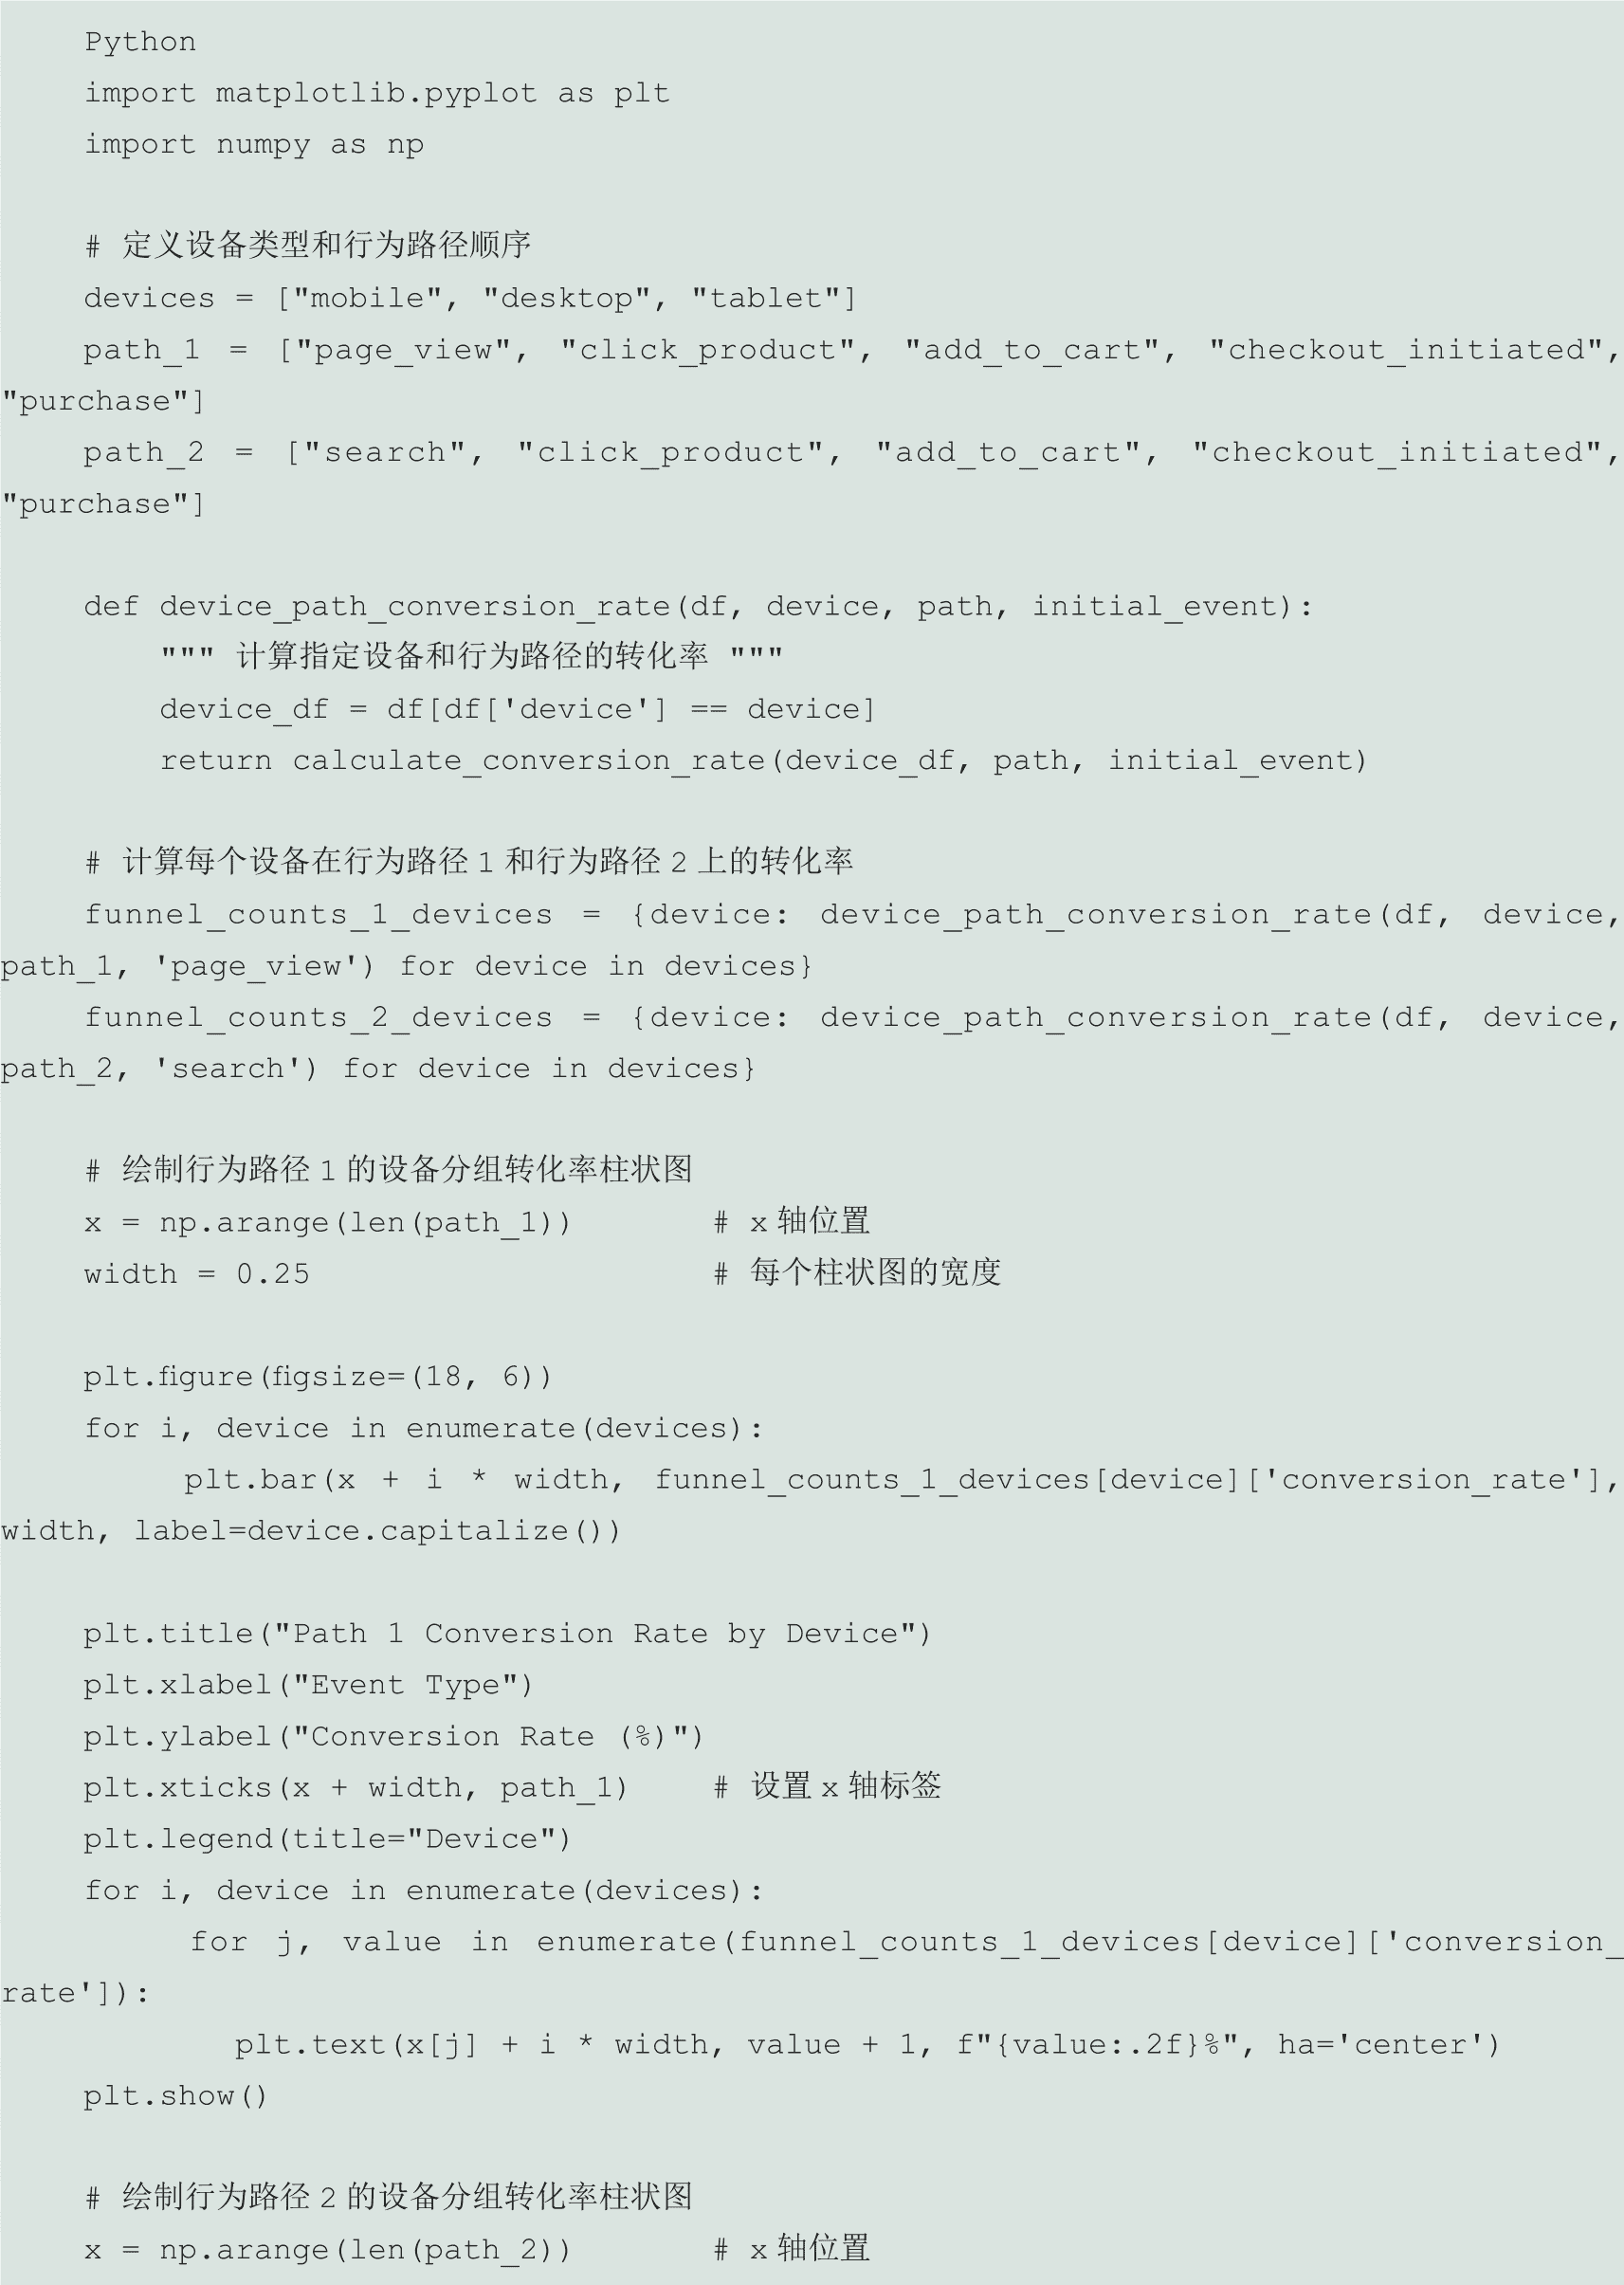 Python
import matplotlib.pyplot as plt
import numpy as np
# 定义设备类型和行为路径顺序
devices = ["mobile", "desktop", "tablet"]
path_1 = ["page_view", "click_product", "add_to_cart", "checkout_initiated",
"purchase"]
path_2 = ["search", "click_product", "add_to_cart", "checkout_initiated",
"purchase"]
def device_path_conversion_rate(df, device, path, initial_event):
    """ 计算指定设备和行为路径的转化率 """
    device_df = df[df['device'] == device]
    return calculate_conversion_rate(device_df, path, initial_event)
# 计算每个设备在行为路径 1 和行为路径 2 上的转化率
funnel_counts_1_devices = {device: device_path_conversion_rate(df, device,
path_1, 'page_view') for device in devices}
funnel_counts_2_devices = {device: device_path_conversion_rate(df, device,
path_2, 'search') for device in devices}
# 绘制行为路径 1 的设备分组转化率柱状图
x = np.arange(len(path_1))        # x 轴位置
width = 0.25                      # 每个柱状图的宽度
plt.figure(figsize=(18, 6))
for i, device in enumerate(devices):
    plt.bar(x + i * width, funnel_counts_1_devices[device]['conversion_rate'],
width, label=device.capitalize())
plt.title("Path 1 Conversion Rate by Device")
plt.xlabel("Event Type")
plt.ylabel("Conversion Rate (%)")
plt.xticks(x + width, path_1)     # 设置 x 轴标签
plt.legend(title="Device")
for i, device in enumerate(devices):
    for j, value in enumerate(funnel_counts_1_devices[device]['conversion_
rate']):
        plt.text(x[j] + i * width, value + 1, f"{value:.2f}%", ha='center')
plt.show()
# 绘制行为路径 2 的设备分组转化率柱状图
x = np.arange(len(path_2))        # x 轴位置